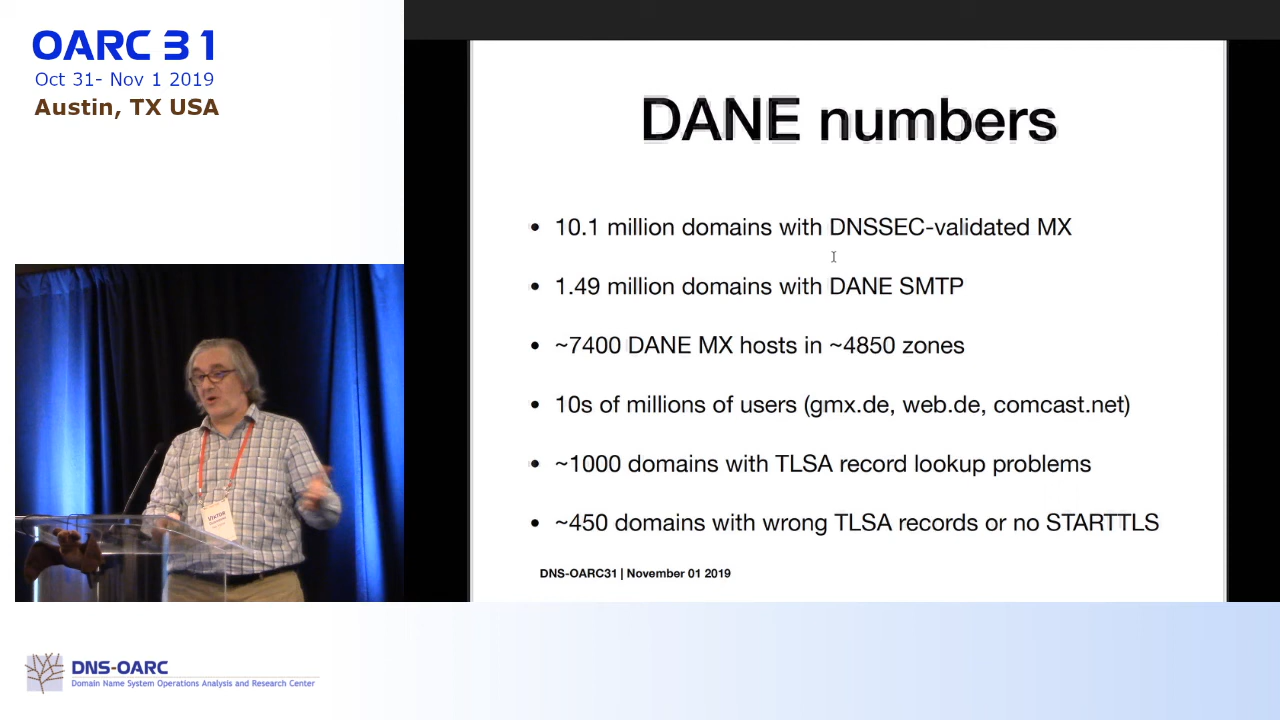 OARC 31
Oct 31- Nov 1 2019
Austin, TX USA
DANE numbers
• 10.1 million domains with DNSSEC-validated MX
• 1.49 million domains with DANE SMTP
• ~7400 DANE MX hosts in ~4850 zones
• 10s of millions of users (gmx.de, web.de, comcast.net)
• ~1000 domains with TLSA record lookup problems
• ~450 domains with wrong TLSA records or no STARTTLS
DNS-OARC31 | November 01 2019
DNS-OARC
Domain Name System Operations Analysis and Research Center